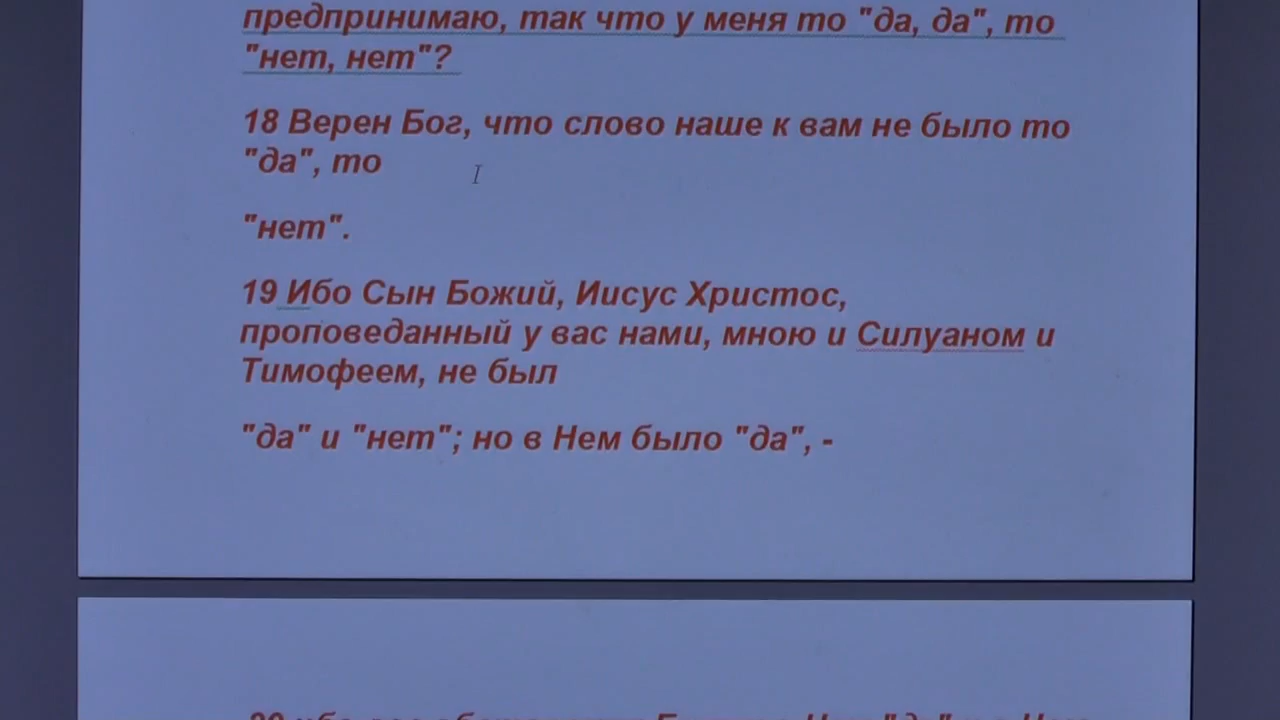 предпринимаю, так что у меня то "да, да", то
"нет, нет"?
18 Верен Бог, что слово наше к вам не было то
"да", то
"нет".
19 Ибо Сын Божий, Иисус Христос,
проповеданный у вас нами, мною и Силуаном и
Тимофеем, не был
"да" и "нет"; но в Нем было "да", -